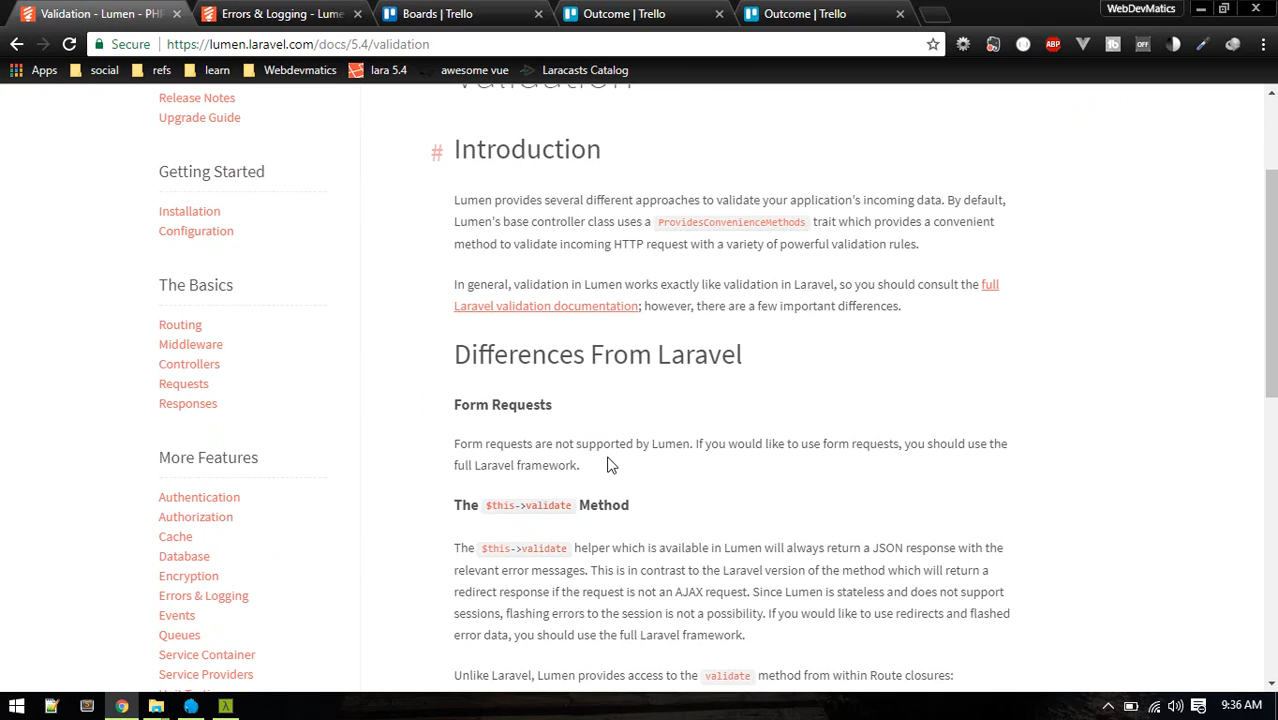 Validation - Lumen - PHP
Errors & Logging - Lume
Boards | Trello
Outcome | Trello
Outcome | Trello
WebDevMatics
Secure
https://lumen.laravel.com/docs/5.4/validation
ABP
tb
OFF
Apps
social
refs
learn
Webdevmatics
lara 5.4
awesome vue
Laracasts Catalog
Validation
Release Notes
Upgrade Guide
Getting Started
Installation
Configuration
The Basics
Routing
Middleware
Controllers
Requests
Responses
More Features
Authentication
Authorization
Cache
Database
Encryption
Errors & Logging
Events
Queues
Service Container
Service Providers
# Introduction
Lumen provides several different approaches to validate your application's incoming data. By default,
Lumen's base controller class uses a ProvidesConvenienceMethods trait which provides a convenient
method to validate incoming HTTP request with a variety of powerful validation rules.
In general, validation in Lumen works exactly like validation in Laravel, so you should consult the full
Laravel validation documentation; however, there are a few important differences.
Differences From Laravel
Form Requests
Form requests are not supported by Lumen. If you would like to use form requests, you should use the
full Laravel framework.
The $this->validate Method
The $this->validate helper which is available in Lumen will always return a JSON response with the
relevant error messages. This is in contrast to the Laravel version of the method which will return a
redirect response if the request is not an AJAX request. Since Lumen is stateless and does not support
sessions, flashing errors to the session is not a possibility. If you would like to use redirects and flashed
error data, you should use the full Laravel framework.
Unlike Laravel, Lumen provides access to the validate method from within Route closures:
9:36 AM